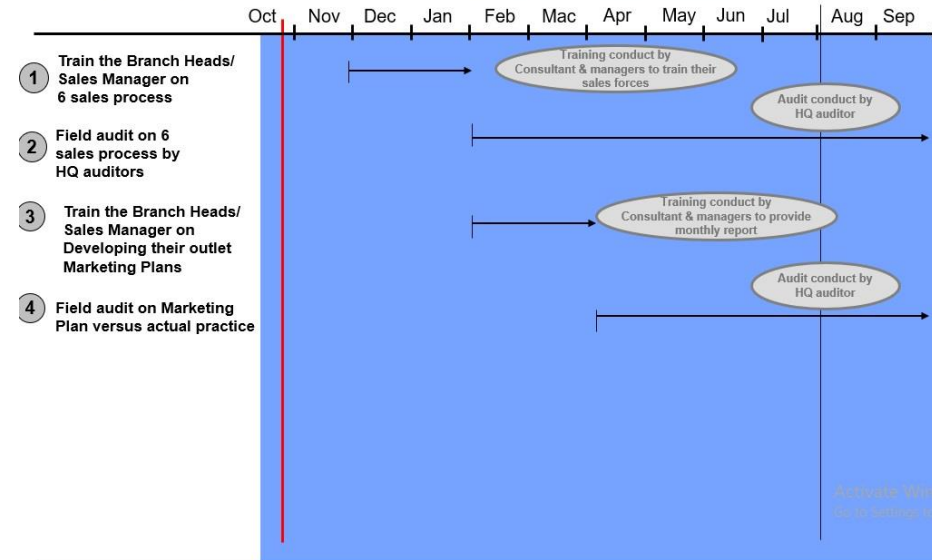 Oct Nov Dec Jan Feb Mac Apr May Jun Jul Aug Sep
1
Train the Branch Heads/
Sales Manager on
6 sales process
Training conduct by
Consultant & managers to train their
sales forces
Audit conduct by
HQ auditor
2
Field audit on 6
sales process by
HQ auditors
3
Train the Branch Heads/
Sales Manager on
Developing their outlet
Marketing Plans
Training conduct by
Consultant & managers to provide
monthly report
Audit conduct by
HQ auditor
4
Field audit on Marketing
Plan versus actual practice
Activate
Go to Settings